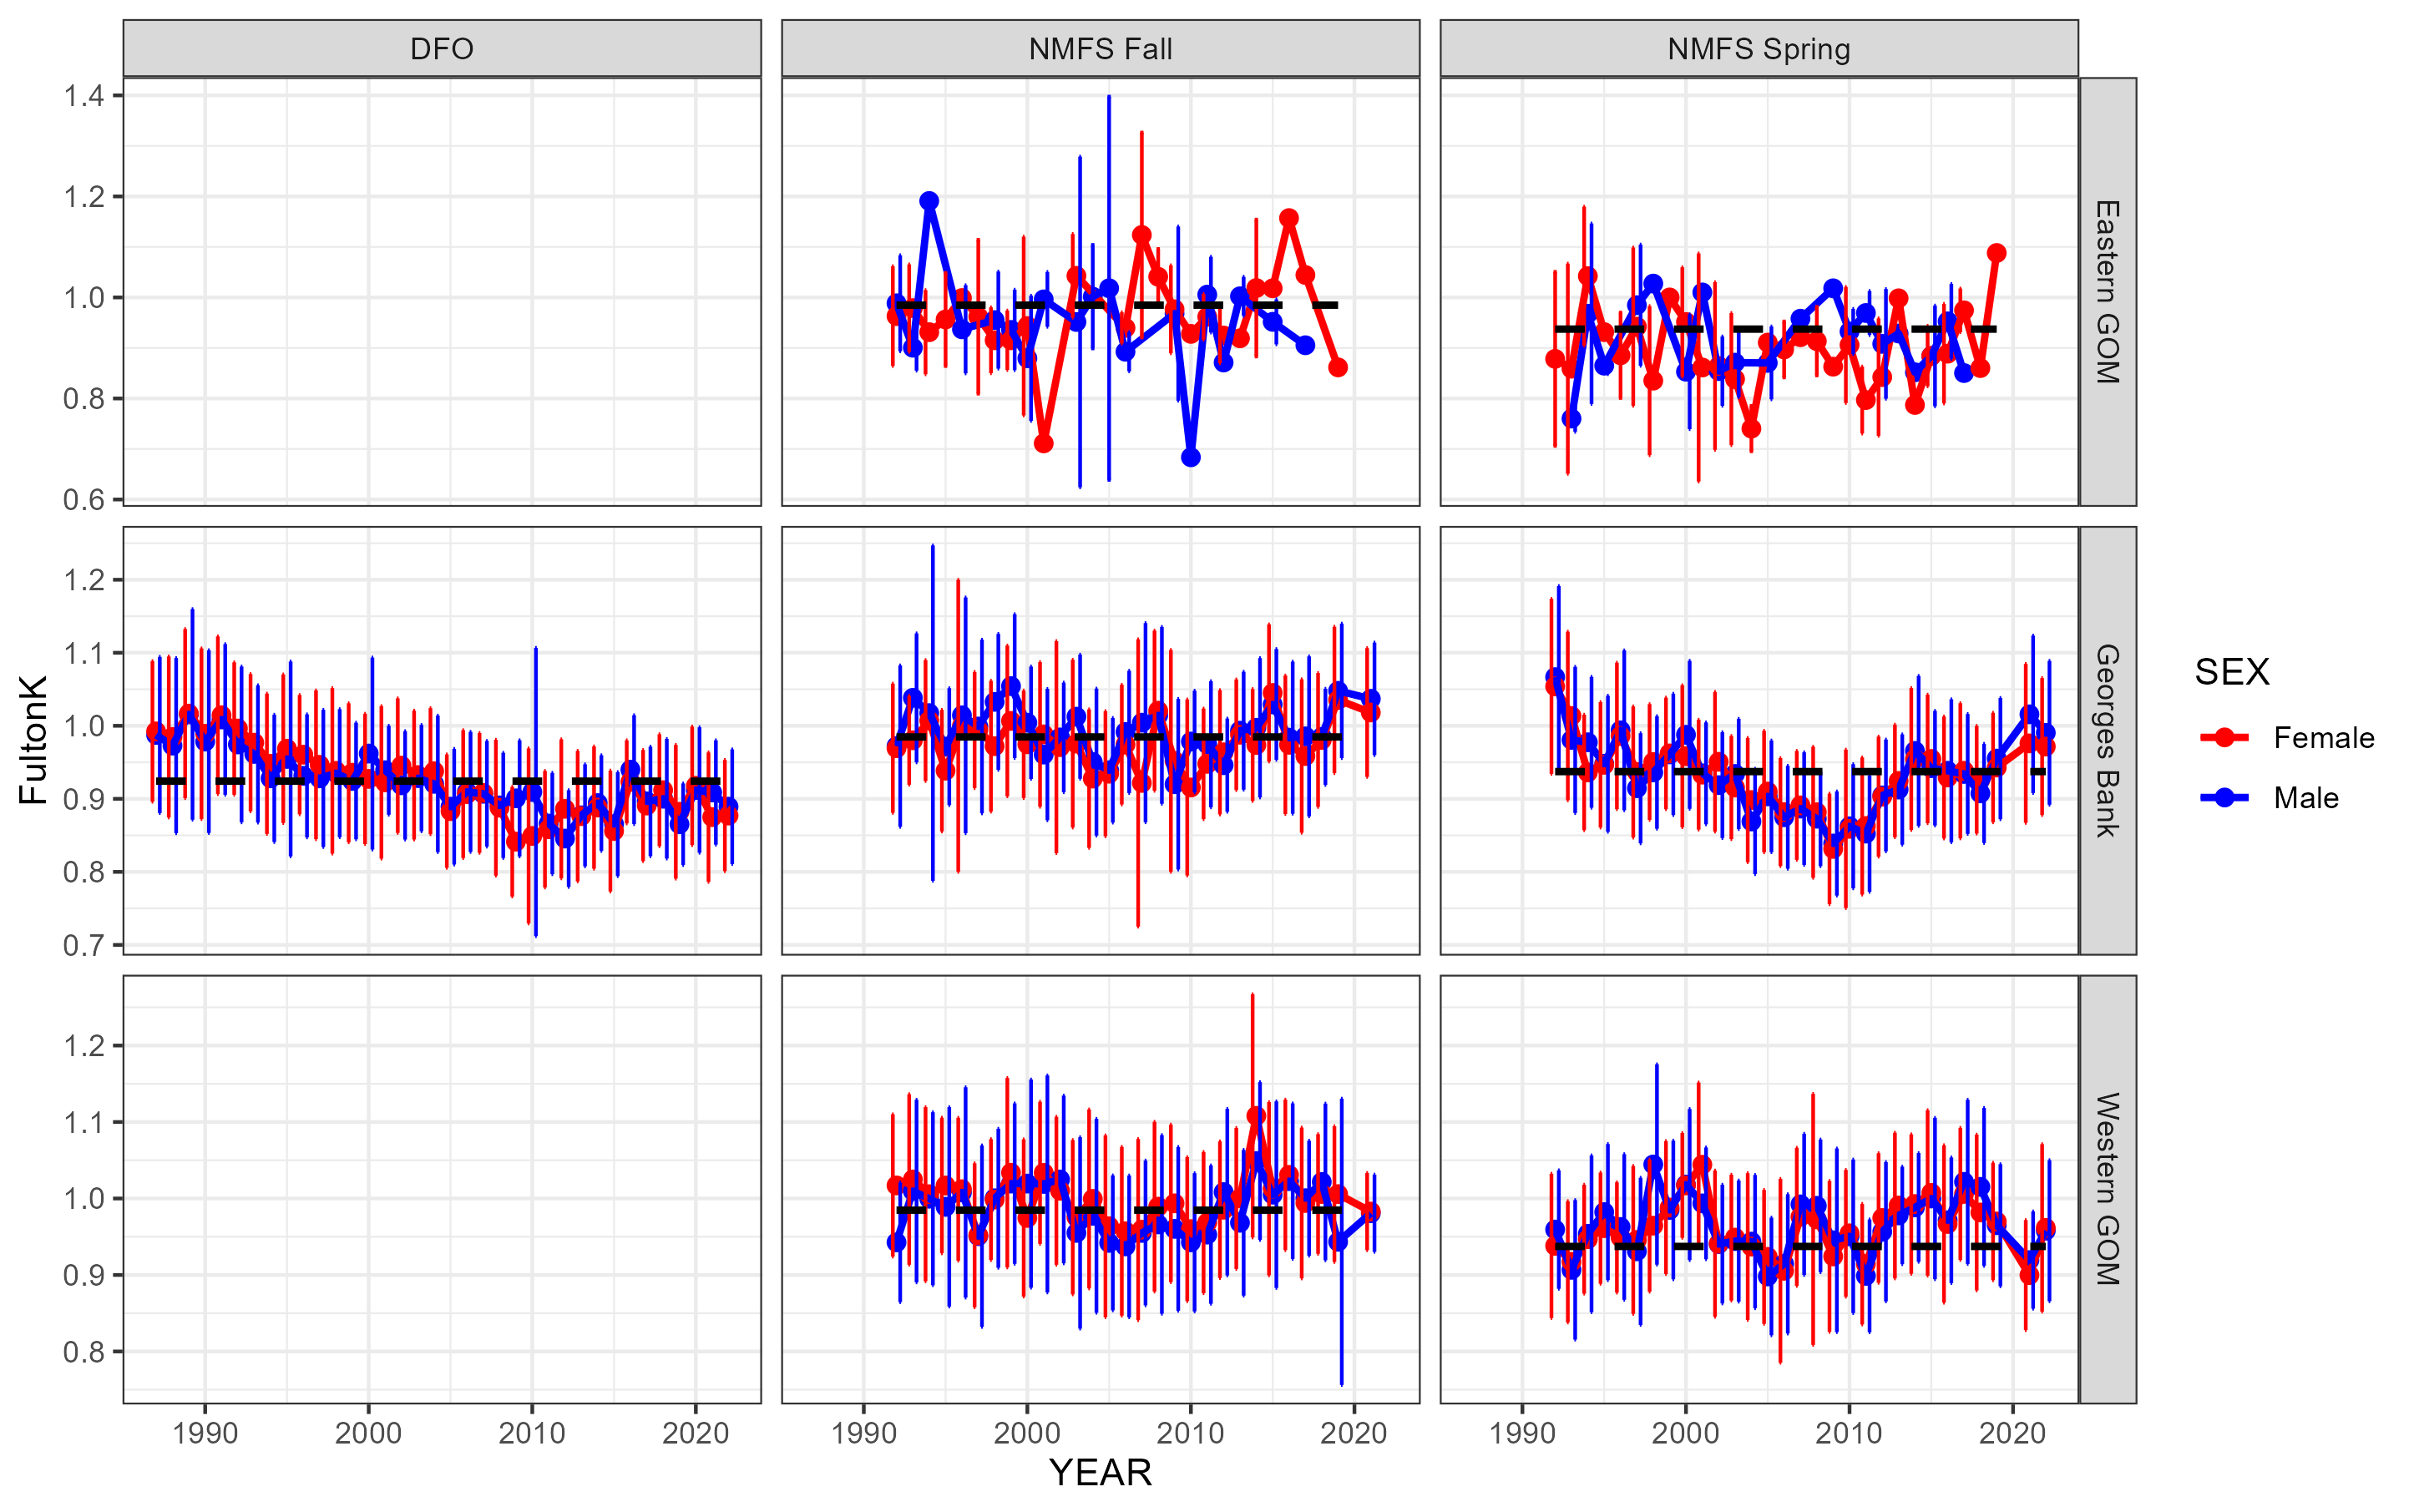 DFO
NMFS Fall
NMFS Spring
1.4
1.2
1.0
0.8
0.6
Eastern GOM
1.2
1.1
1.0
0.9
0.8
0.7
Georges Bank
1.2
1.1
1.0
0.9
0.8
Western GOM
FultonK
1990 2000 2010 2020
1990 2000 2010 2020
1990 2000 2010 2020
YEAR
SEX
Female
Male